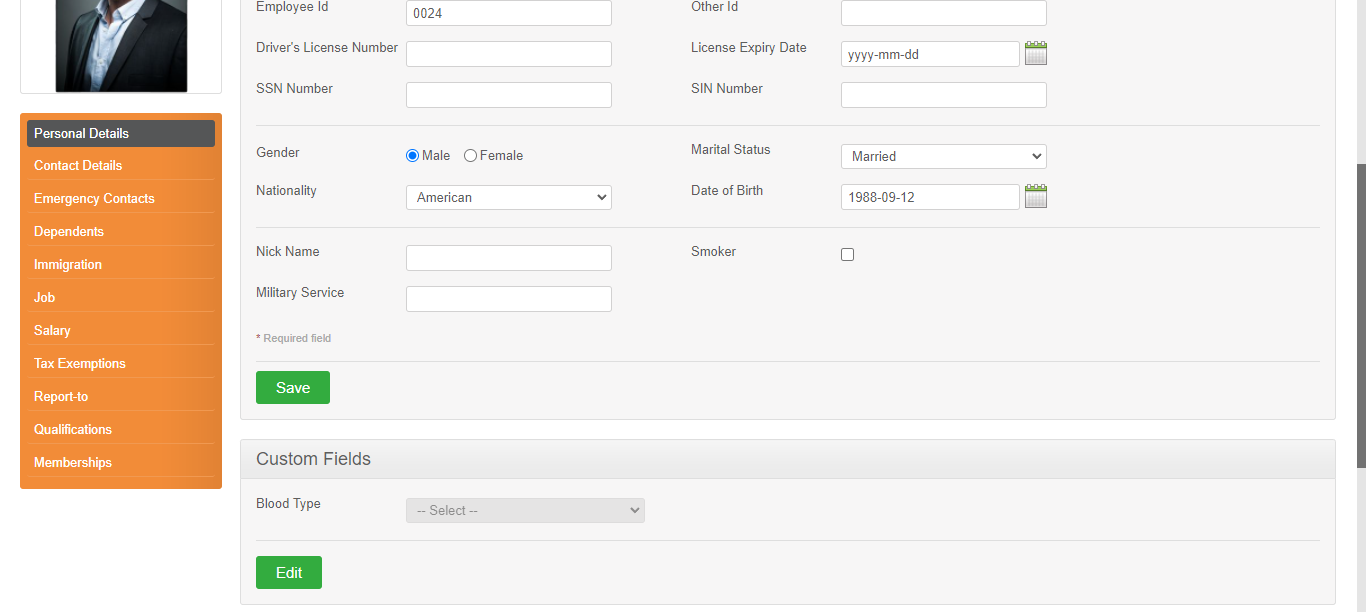 Employee Id 0024 Other Id
Driver's License Number License Expiry Date yyyy-mm-dd
SSN Number SIN Number
Personal Details
Contact Details
Emergency Contacts
Dependents
Immigration
Job
Salary
Tax Exemptions
Report-to
Qualifications
Memberships
Gender Male Female Marital Status Married
Nationality American Date of Birth 1988-09-12
Nick Name Smoker
Military Service
* Required field
Save
Custom Fields
Blood Type -- Select --
Edit